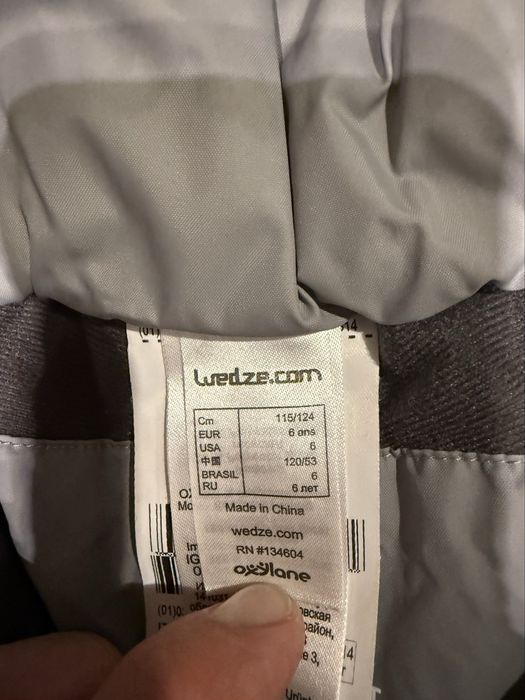 wedze.com
Cm 115/124
EUR 6 ans
USA 6
中国 120/53
BRASIL 6
RU 6 лет
Made in China
wedze.com
RN #134604
oxylane